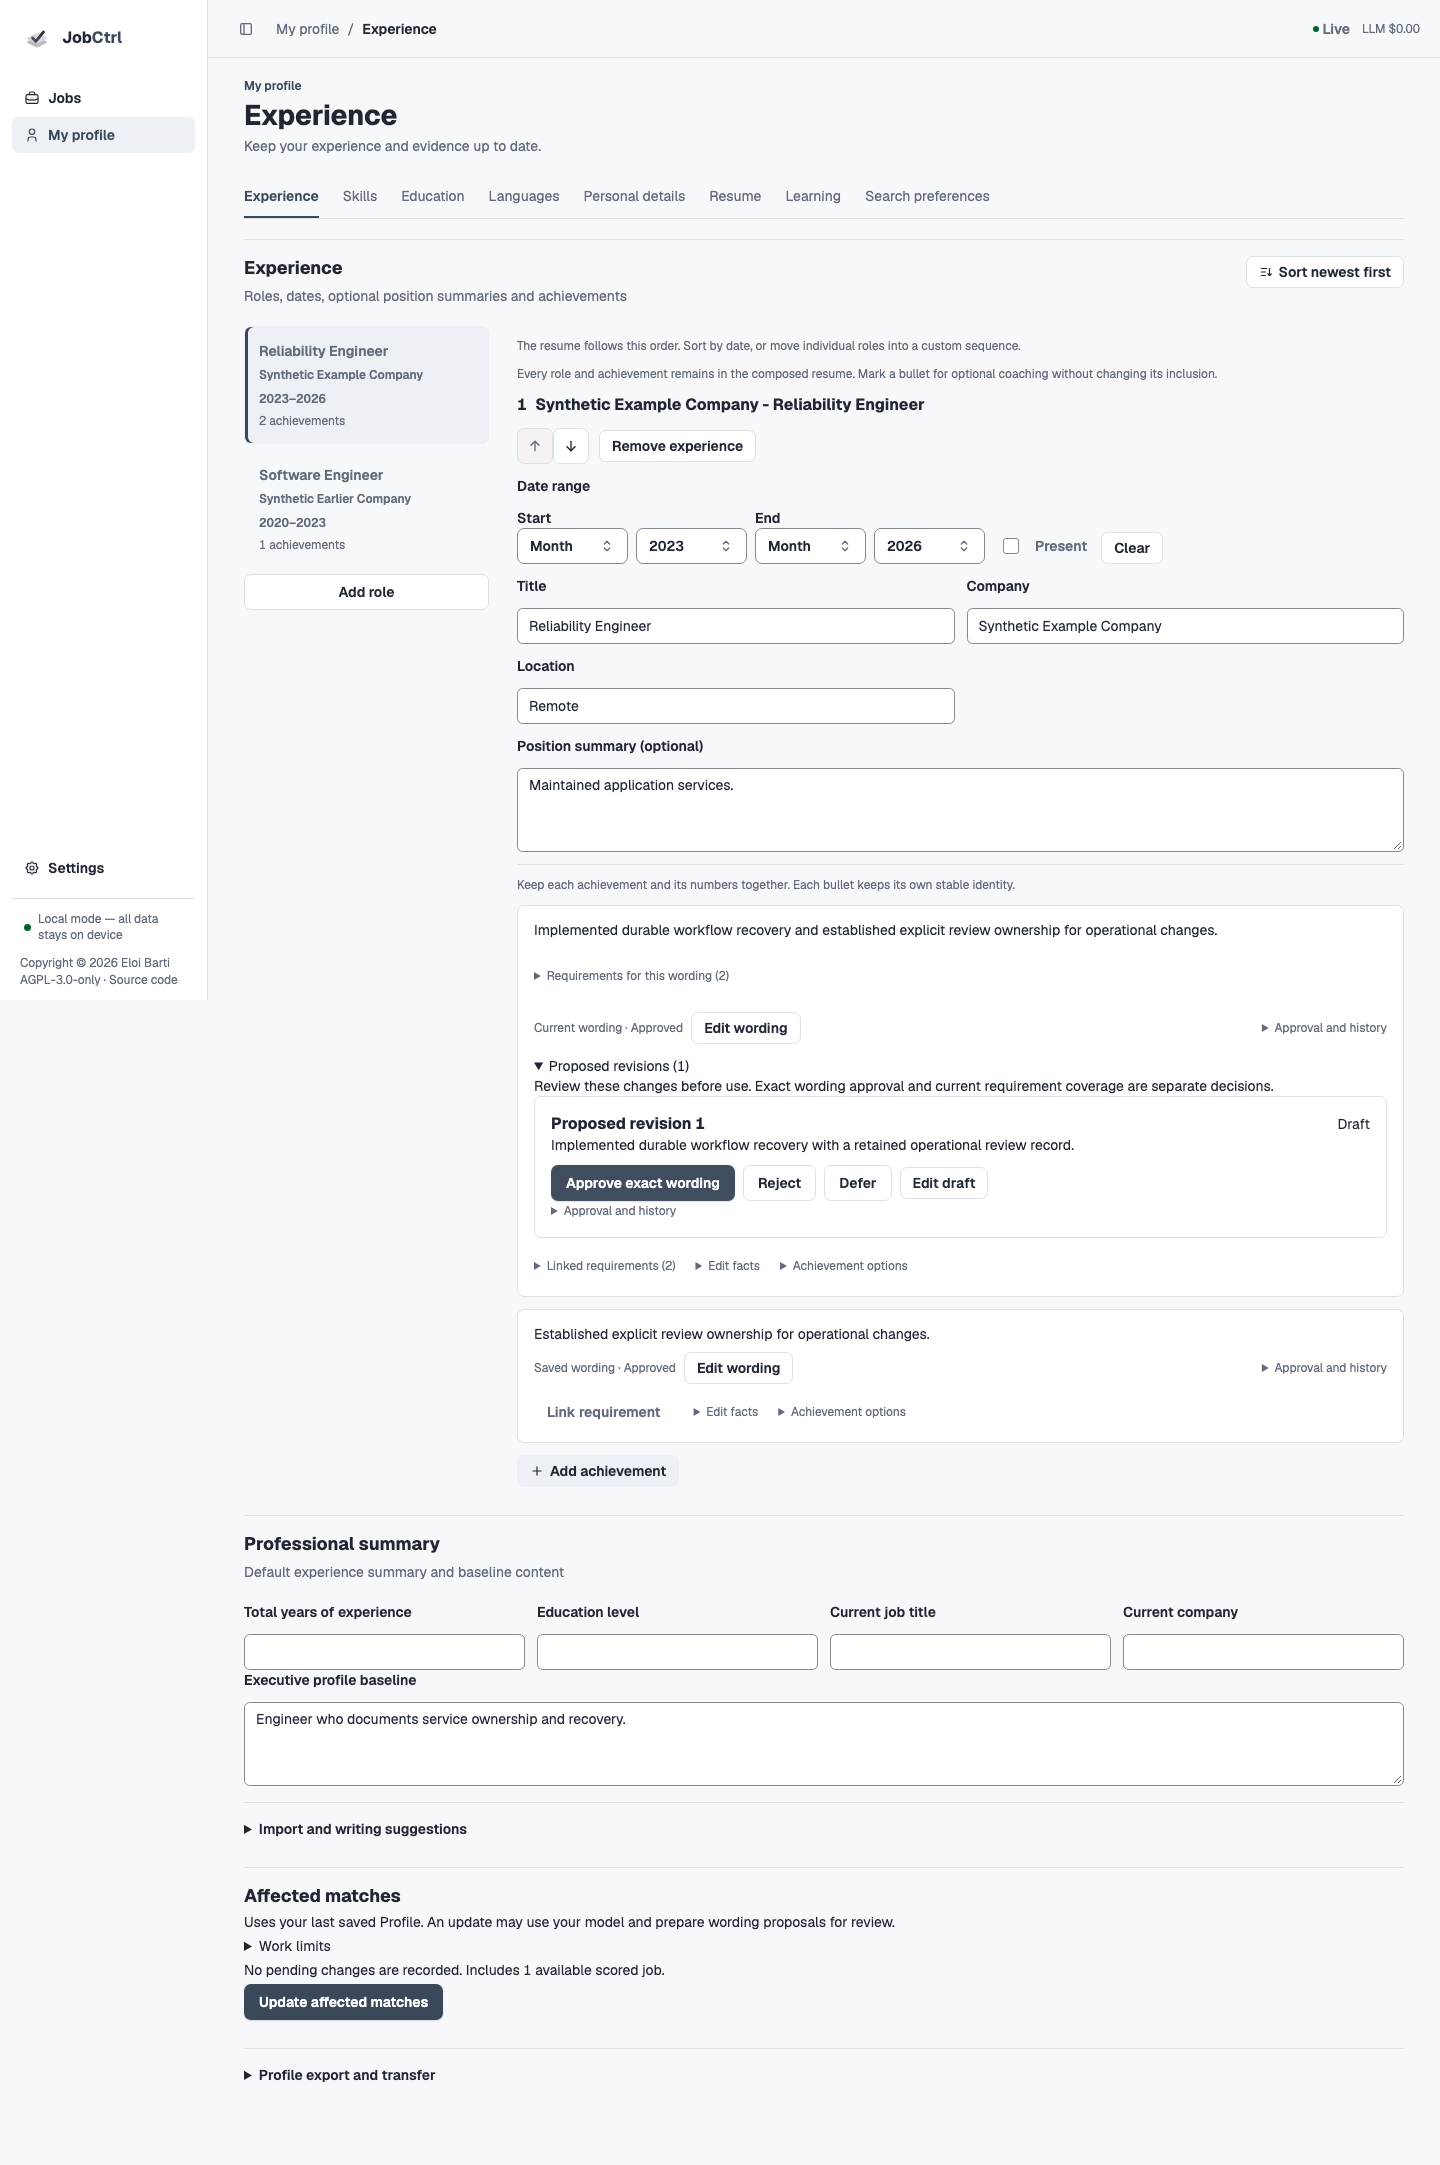 JobCtrl
Jobs
My profile
Settings
Local mode — all data
stays on device
Copyright © 2026 Eloi Barti
AGPL-3.0-only · Source code
My profile / Experience
Live LLM $0.00
My profile
Experience
Keep your experience and evidence up to date.
Experience Skills Education Languages Personal details Resume Learning Search preferences
Experience
Roles, dates, optional position summaries and achievements
Sort newest first
Reliability Engineer
Synthetic Example Company
2023–2026
2 achievements
Software Engineer
Synthetic Earlier Company
2020–2023
1 achievements
Add role
The resume follows this order. Sort by date, or move individual roles into a custom sequence.
Every role and achievement remains in the composed resume. Mark a bullet for optional coaching without changing its inclusion.
1 Synthetic Example Company - Reliability Engineer
Remove experience
Date range
Start End
Month 2023 Month 2026 Present Clear
Title Company
Reliability Engineer Synthetic Example Company
Location
Remote
Position summary (optional)
Maintained application services.
Keep each achievement and its numbers together. Each bullet keeps its own stable identity.
Implemented durable workflow recovery and established explicit review ownership for operational changes.
Requirements for this wording (2)
Current wording · Approved Edit wording Approval and history
Proposed revisions (1)
Review these changes before use. Exact wording approval and current requirement coverage are separate decisions.
Proposed revision 1 Draft
Implemented durable workflow recovery with a retained operational review record.
Approve exact wording Reject Defer Edit draft
Approval and history
Linked requirements (2) Edit facts Achievement options
Established explicit review ownership for operational changes.
Saved wording · Approved Edit wording Approval and history
Link requirement Edit facts Achievement options
Add achievement
Professional summary
Default experience summary and baseline content
Total years of experience Education level Current job title Current company
Executive profile baseline
Engineer who documents service ownership and recovery.
Import and writing suggestions
Affected matches
Uses your last saved Profile. An update may use your model and prepare wording proposals for review.
Work limits
No pending changes are recorded. Includes 1 available scored job.
Update affected matches
Profile export and transfer